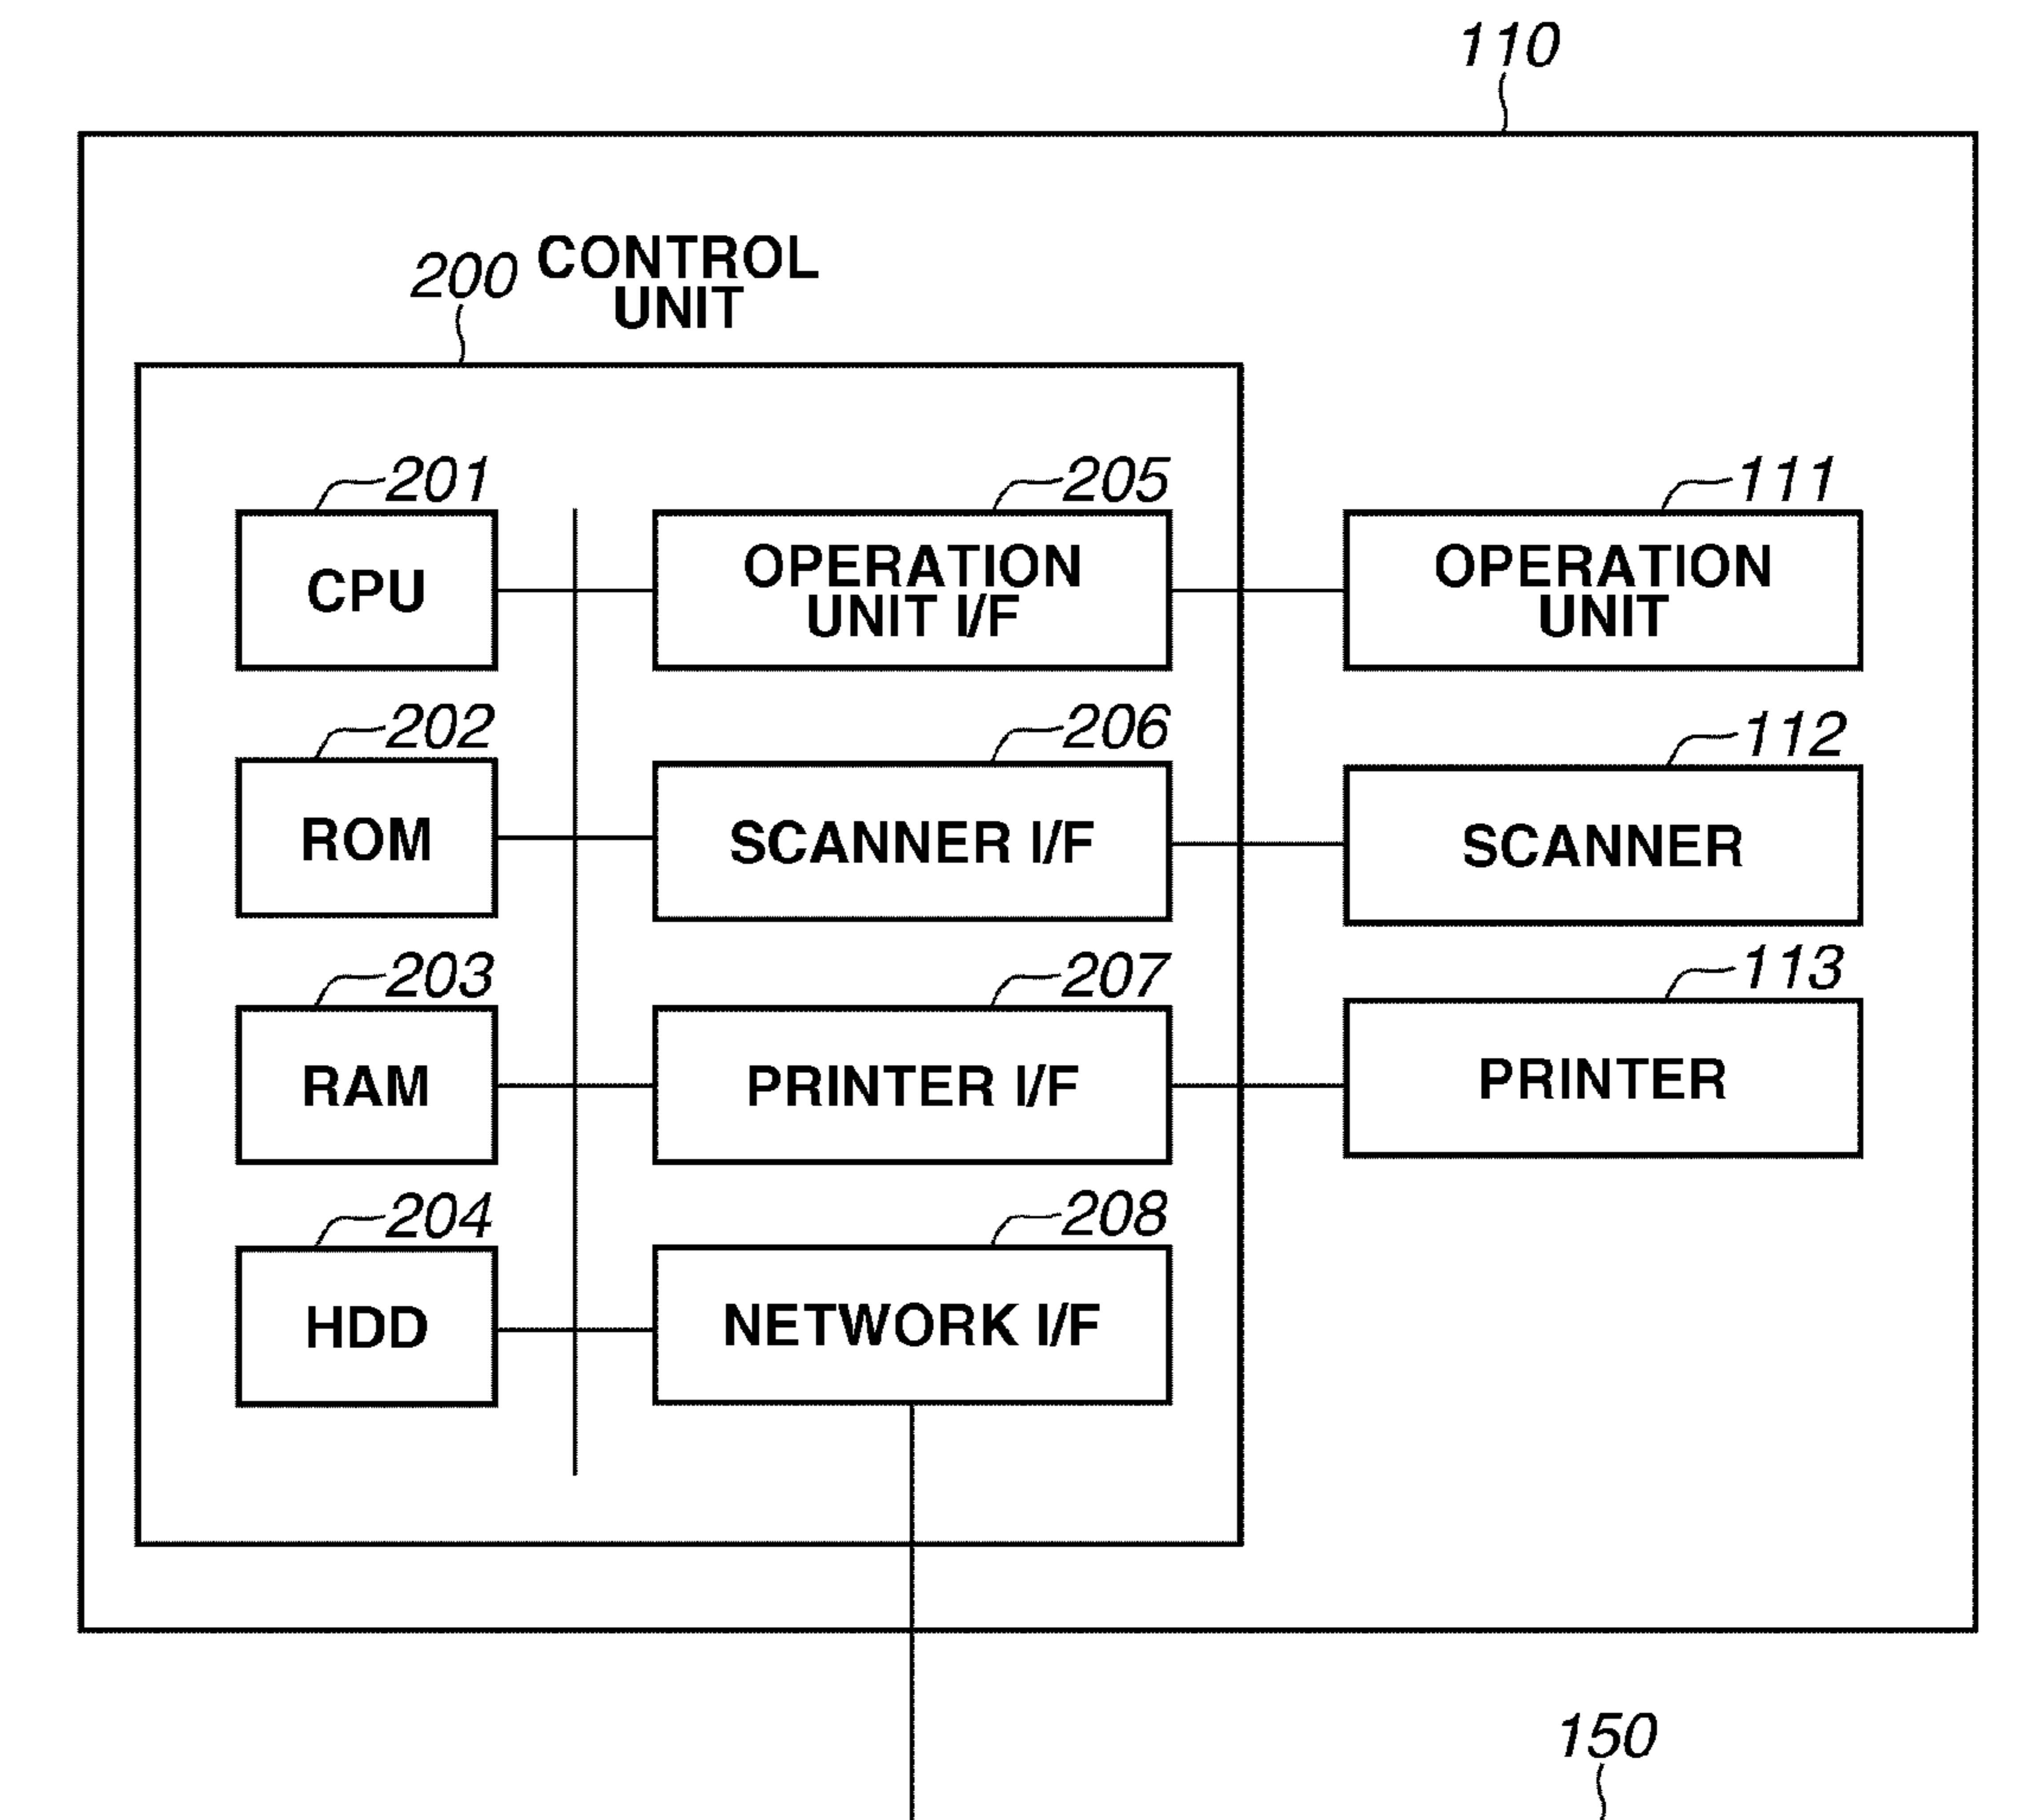 110
200
CONTROL
UNIT
201
205
111
CPU
OPERATION
UNIT I/F
OPERATION
UNIT
202
206
112
ROM
SCANNER I/F
SCANNER
203
207
113
RAM
PRINTER I/F
PRINTER
204
208
HDD
NETWORK I/F
150